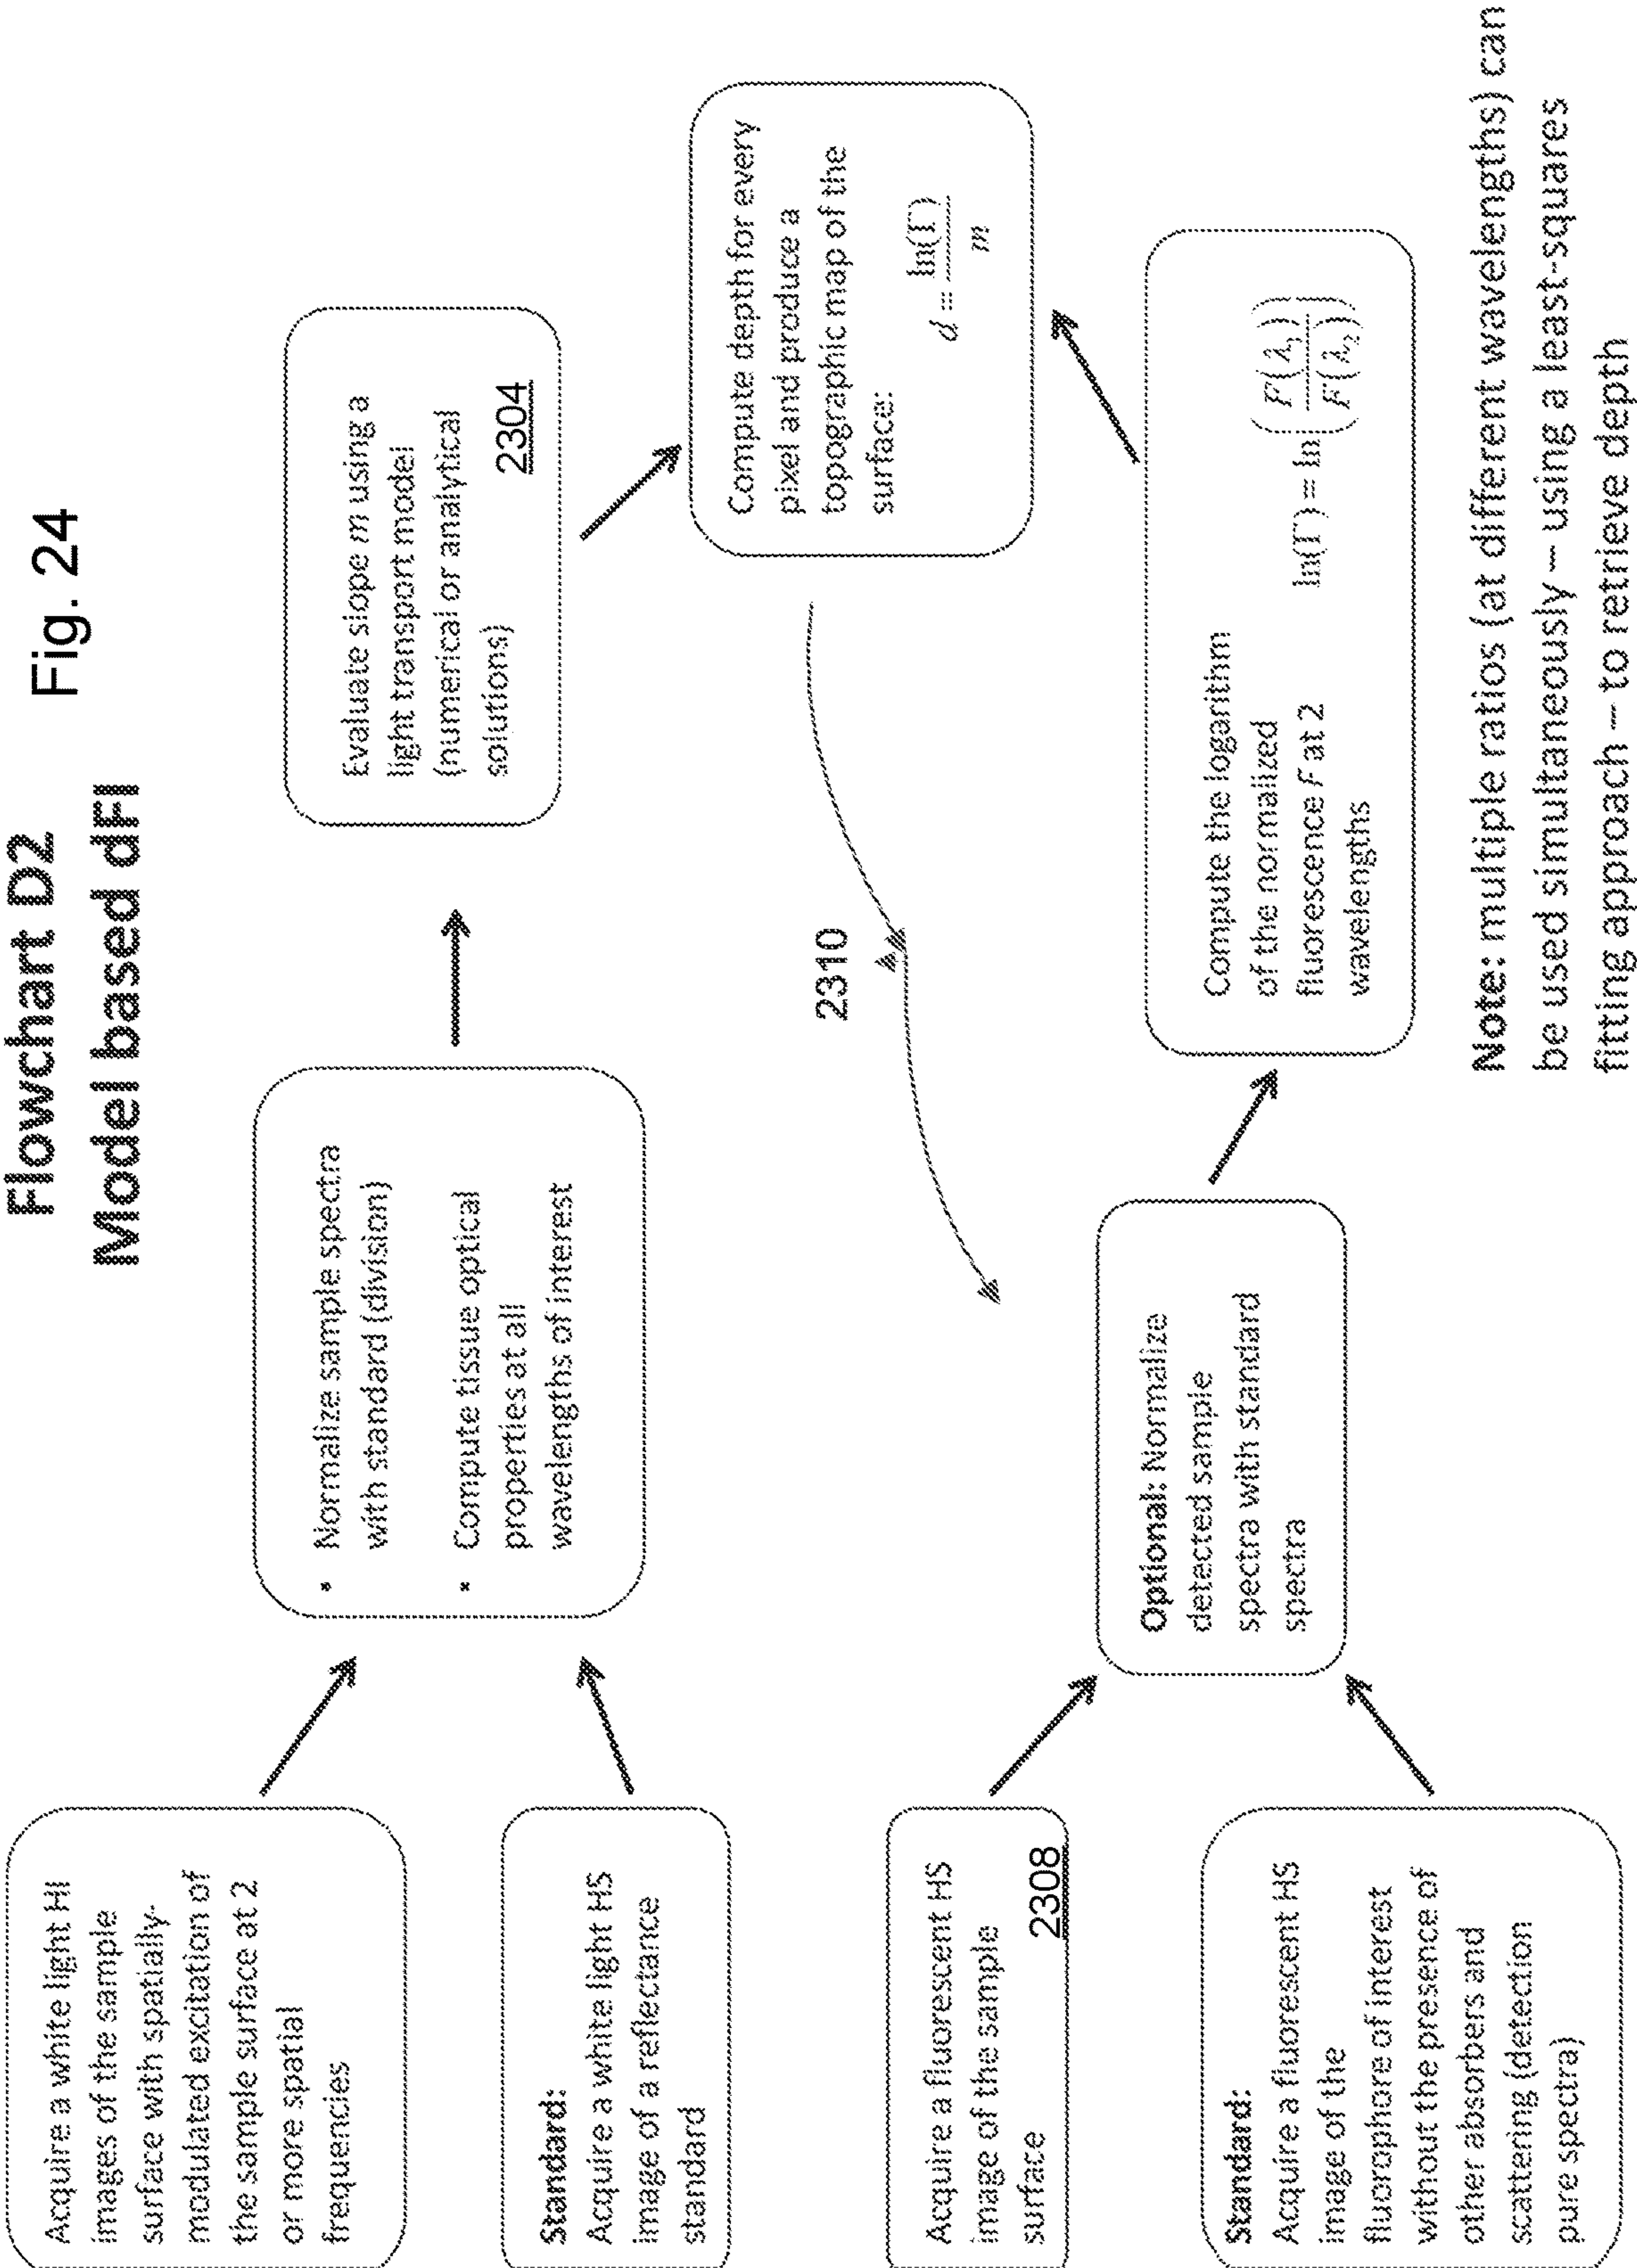 Flowchart D2
Model based dFI
Fig. 24
Acquire a white light HI
images of the sample
surface with spatially-
modulated excitation of
the sample surface at 2
or more spatial
frequencies
Standard:
Acquire a white light HS
image of a reflectance
standard
• Normalize sample spectra
with standard (division)
• Compute tissue optical
properties at all
wavelengths of interest
Evaluate slope m using a
light transport model
(numerical or analytical
solutions)
2304
Compute depth for every
pixel and produce a
topographic map of the
surface:
d = ln(Γ) / m
2310
Acquire a fluorescent HS
image of the sample
surface
2308
Standard:
Acquire a fluorescent HS
image of the
fluorophore of interest
without the presence of
other absorbers and
scattering (detection
pure spectra)
Optional: Normalize
detected sample
spectra with standard
spectra
Compute the logarithm
of the normalized
fluorescence F at 2
wavelengths
ln(Γ) = ln (F(λ₁) / F(λ₂))
Note: multiple ratios (at different wavelengths) can
be used simultaneously – using a least-squares
fitting approach – to retrieve depth